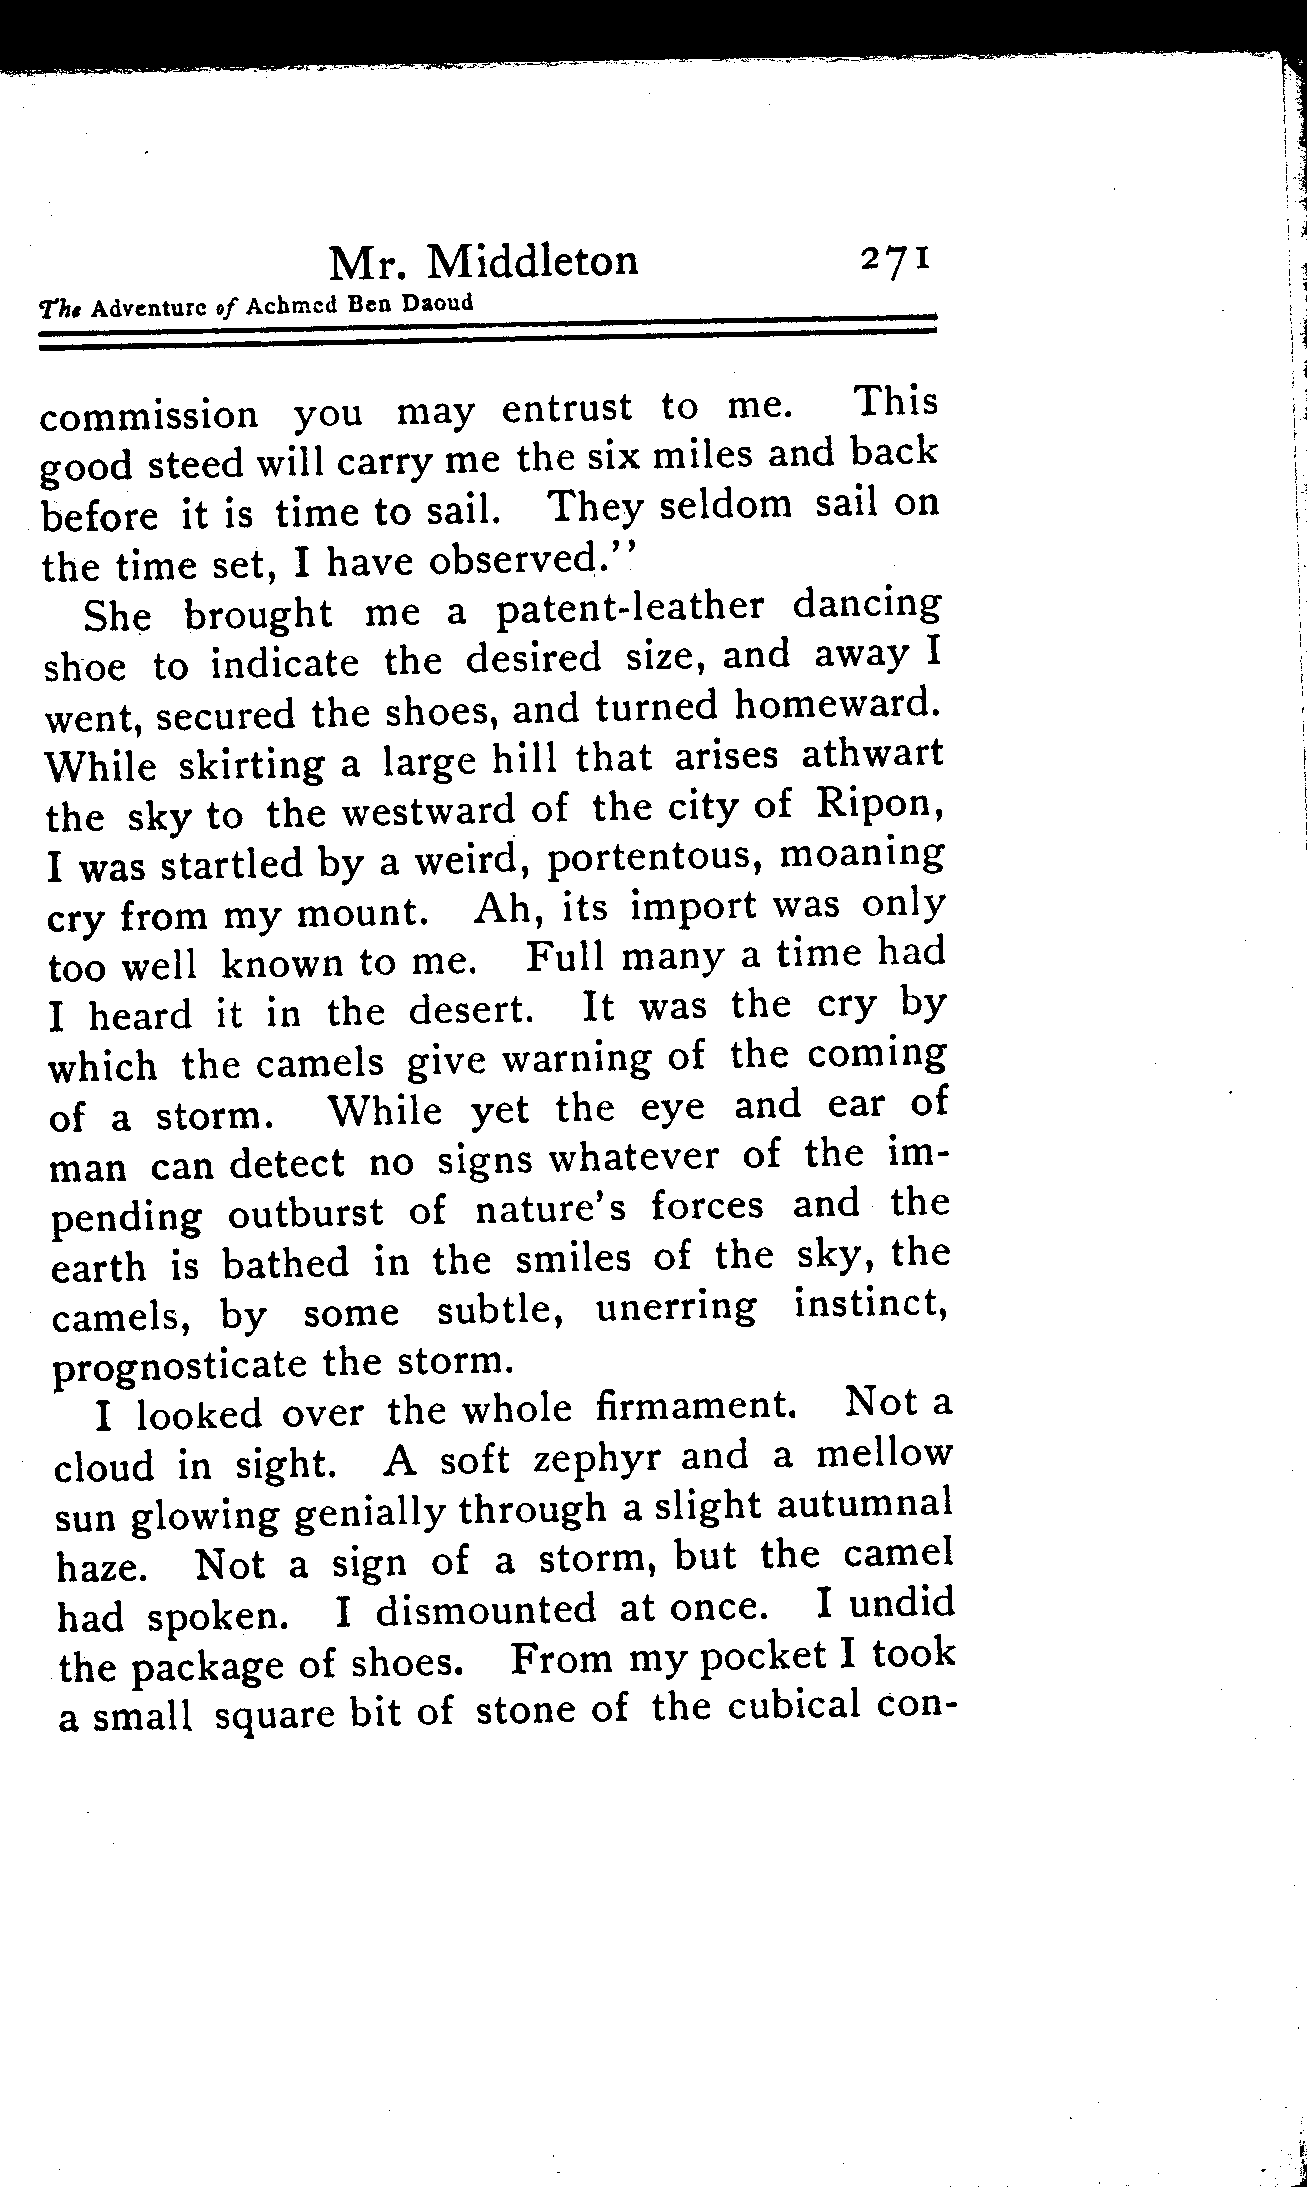 Mr. Middleton 271
The Adventure of Achmed Ben Daoud
commission you may entrust to me. This
good steed will carry me the six miles and back
before it is time to sail. They seldom sail on
the time set, I have observed.''
She brought me a patent-leather dancing
shoe to indicate the desired size, and away I
went, secured the shoes, and turned homeward.
While skirting a large hill that arises athwart
the sky to the westward of the city of Ripon,
I was startled by a weird, portentous, moaning
cry from my mount. Ah, its import was only
too well known to me. Full many a time had
I heard it in the desert. It was the cry by
which the camels give warning of the coming
of a storm. While yet the eye and ear of
man can detect no signs whatever of the im-
pending outburst of nature's forces and the
earth is bathed in the smiles of the sky, the
camels, by some subtle, unerring instinct,
prognosticate the storm.
I looked over the whole firmament. Not a
cloud in sight. A soft zephyr and a mellow
sun glowing genially through a slight autumnal
haze. Not a sign of a storm, but the camel
had spoken. I dismounted at once. I undid
the package of shoes. From my pocket I took
a small square bit of stone of the cubical con-